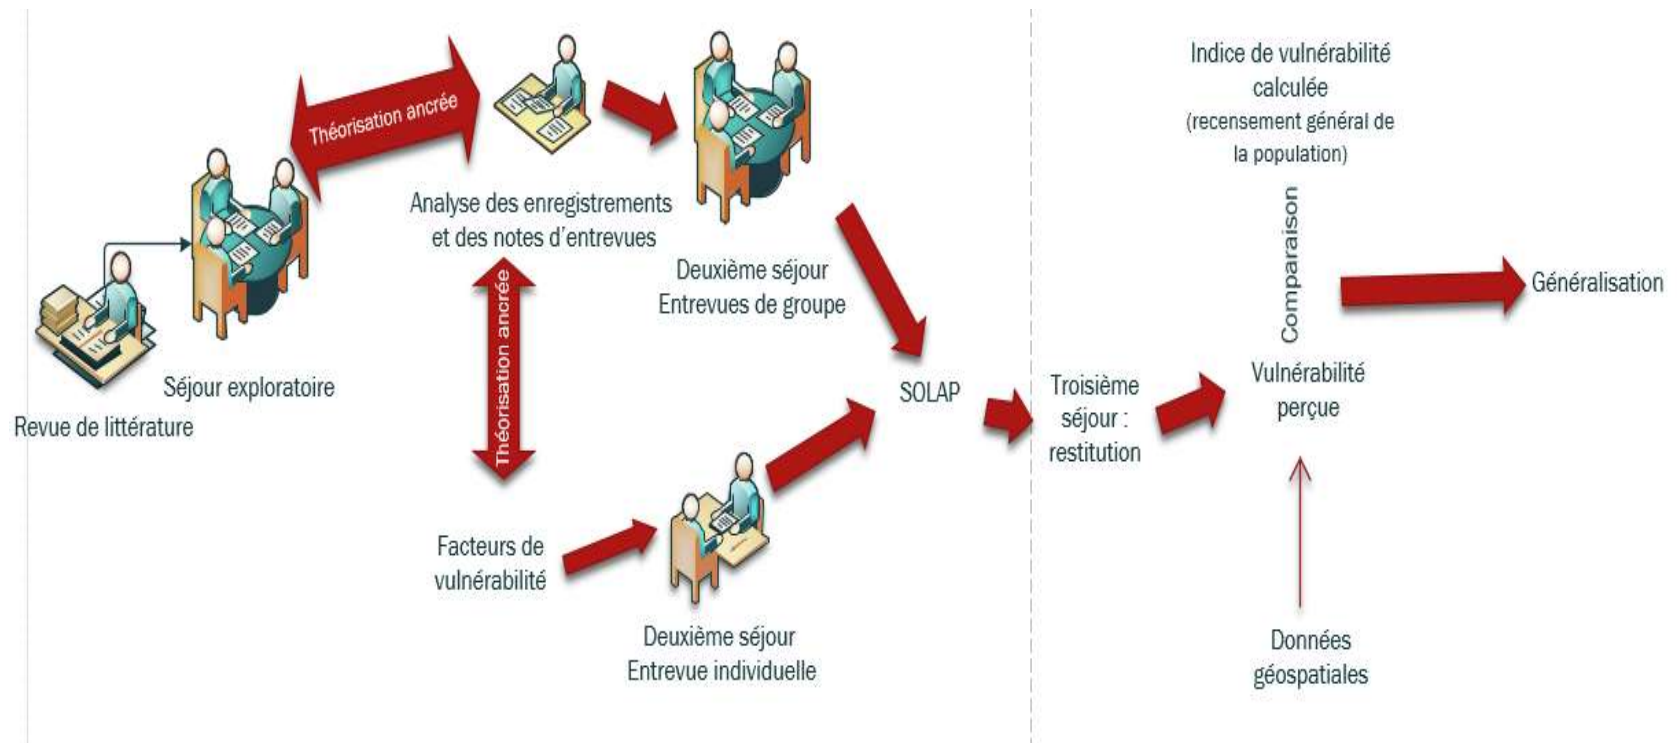 Théorisation ancrée
Analyse des enregistrements
et des notes d'entrevues
Séjour exploratoire
Revue de littérature
Théorisation ancrée
Deuxième séjour
Entrevues de groupe
Facteurs de
vulnérabilité
Deuxième séjour
Entrevue individuelle
SOLAP
Troisième
séjour :
restitution
Indice de vulnérabilité
calculée
(recensement général de
la population)
Comparaison
Vulnérabilité
perçue
Données
géospatiales
Généralisation